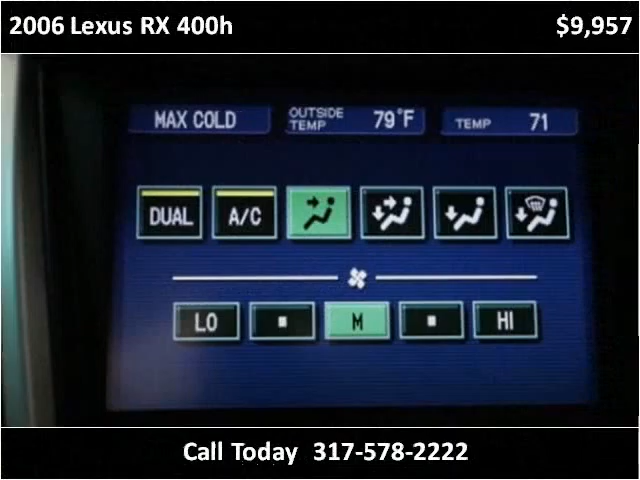 2006 Lexus RX 400h $9,957
MAX COLD OUTSIDE TEMP 79°F TEMP 71
DUAL A/C
LO M HI
Call Today 317-578-2222